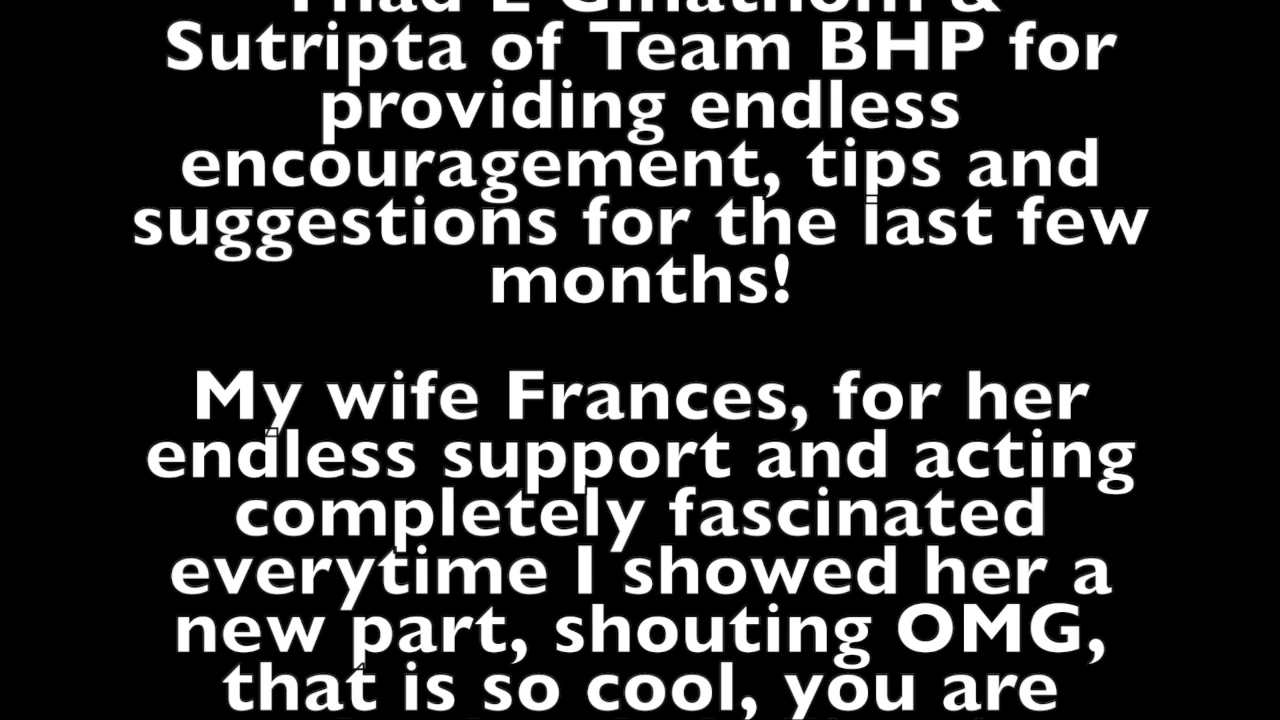 Sutripta of Team BHP for
providing endless
encouragement, tips and
suggestions for the last few
months!
My wife Frances, for her
endless support and acting
completely fascinated
everytime I showed her a
new part, shouting OMG,
that is so cool, you are